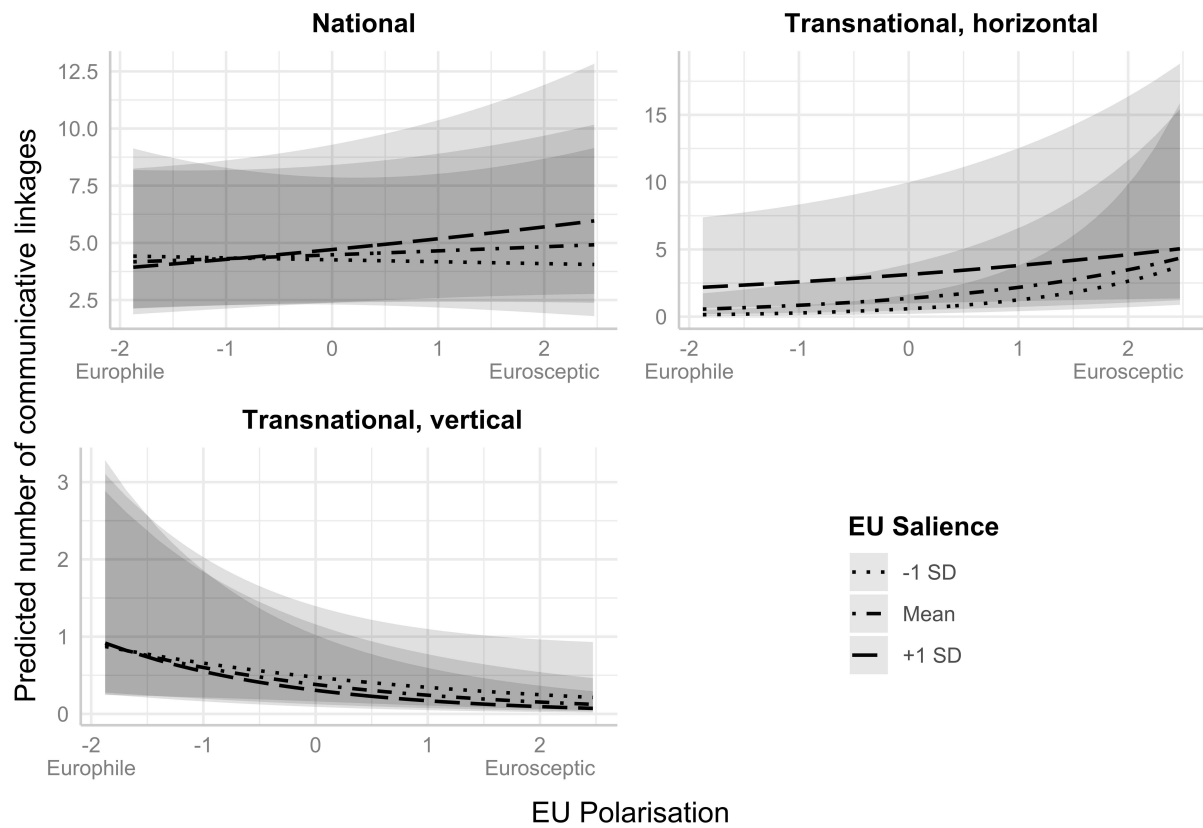 National
Transnational, horizontal
12.5
10.0
7.5
5.0
2.5
-2 -1 0 1 2
Europhile Eurosceptic
15
10
5
0
-2 -1 0 1 2
Europhile Eurosceptic
Predicted number of communicative linkages
Transnational, vertical
3
2
1
0
-2 -1 0 1 2
Europhile Eurosceptic
EU Salience
-1 SD
Mean
+1 SD
EU Polarisation